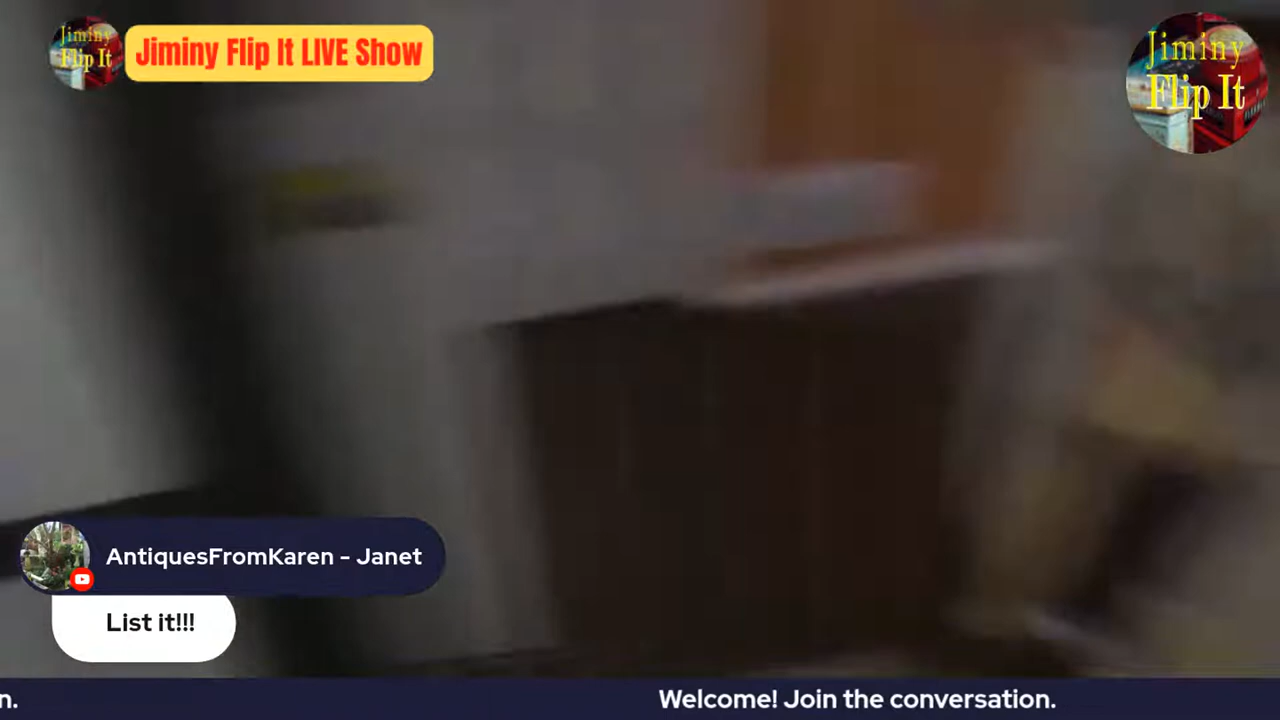 Jiminy
Flip It
Jiminy Flip It LIVE Show
Jiminy
Flip It
AntiquesFromKaren - Janet
List it!!!
n.
Welcome! Join the conversation.